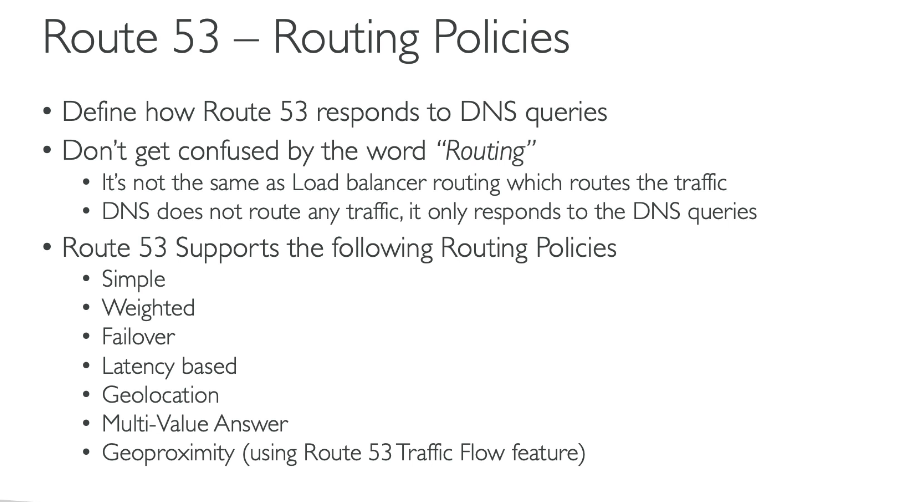 Route 53 – Routing Policies
• Define how Route 53 responds to DNS queries
• Don't get confused by the word “Routing”
• It's not the same as Load balancer routing which routes the traffic
• DNS does not route any traffic, it only responds to the DNS queries
• Route 53 Supports the following Routing Policies
• Simple
• Weighted
• Failover
• Latency based
• Geolocation
• Multi-Value Answer
• Geoproximity (using Route 53 Traffic Flow feature)